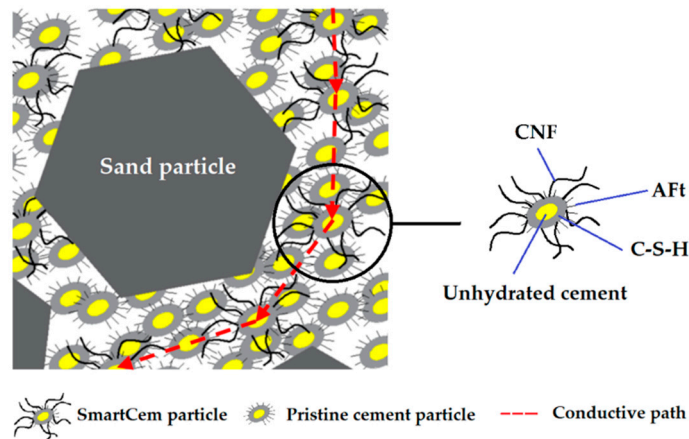 CNF
Sand particle
AFt
C-S-H
Unhydrated cement
SmartCem particle Pristine cement particle Conductive path